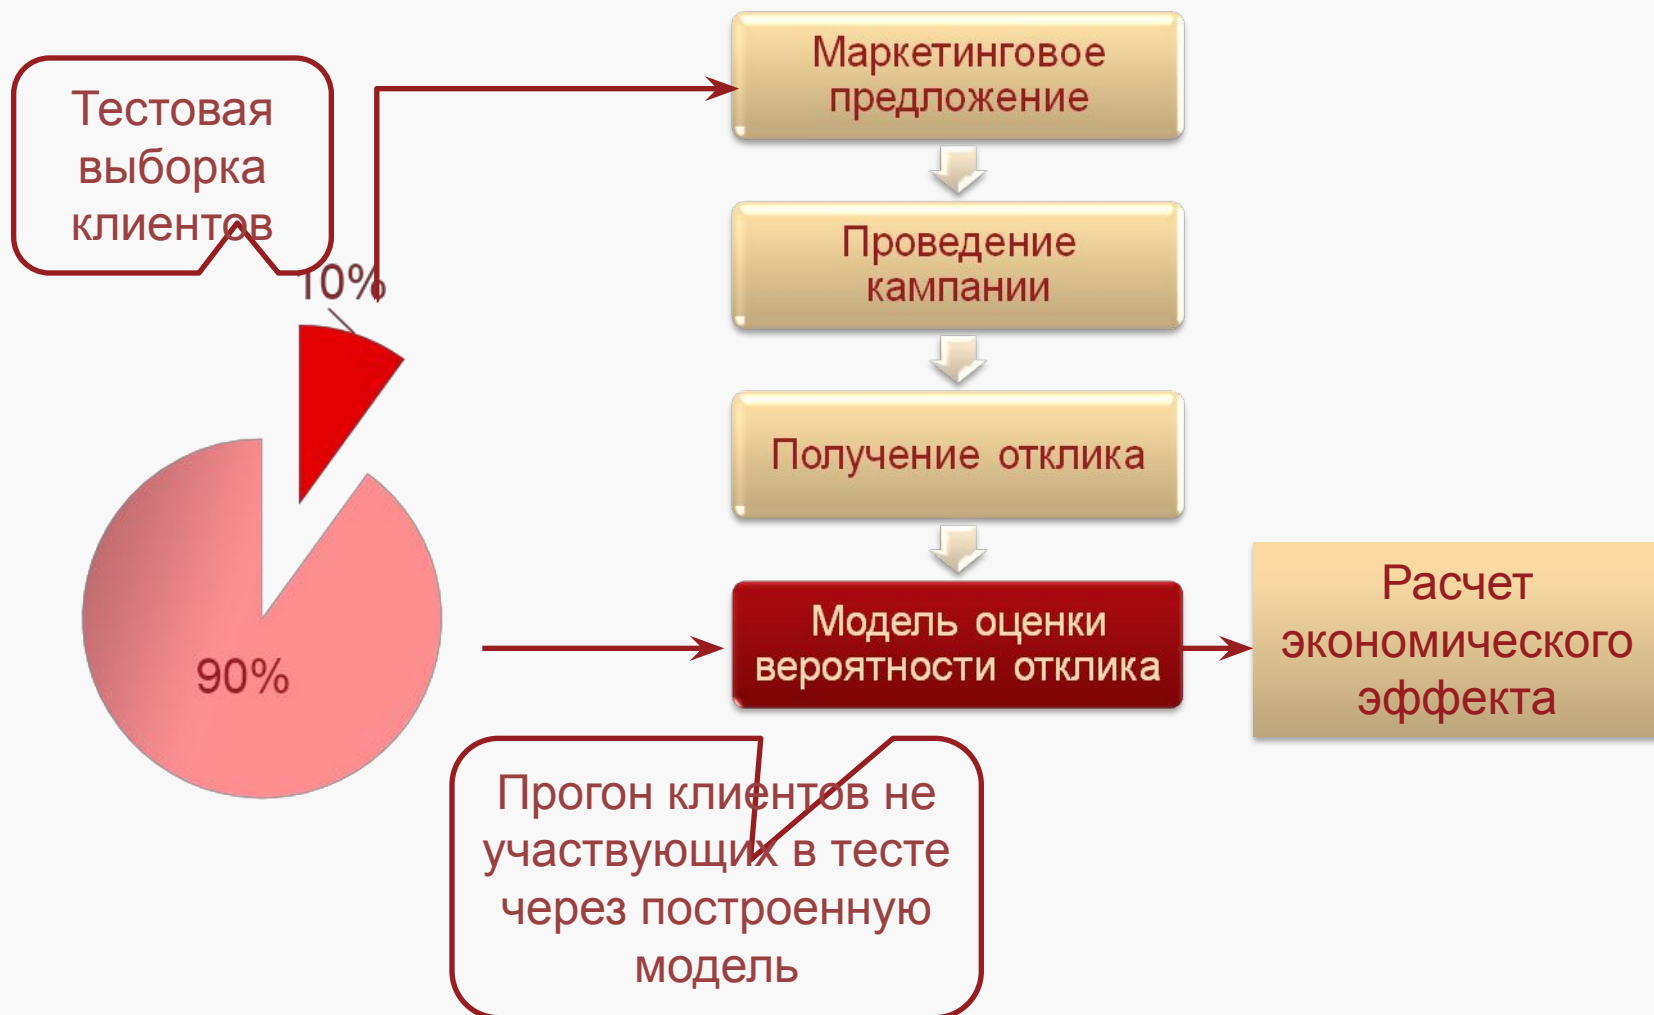 Тестовая
выборка
клиентов
10%
90%
Маркетинговое
предложение
Проведение
кампании
Получение отклика
Модель оценки
вероятности отклика
Расчет
экономического
эффекта
Прогон клиентов не
участвующих в тесте
через построенную
модель